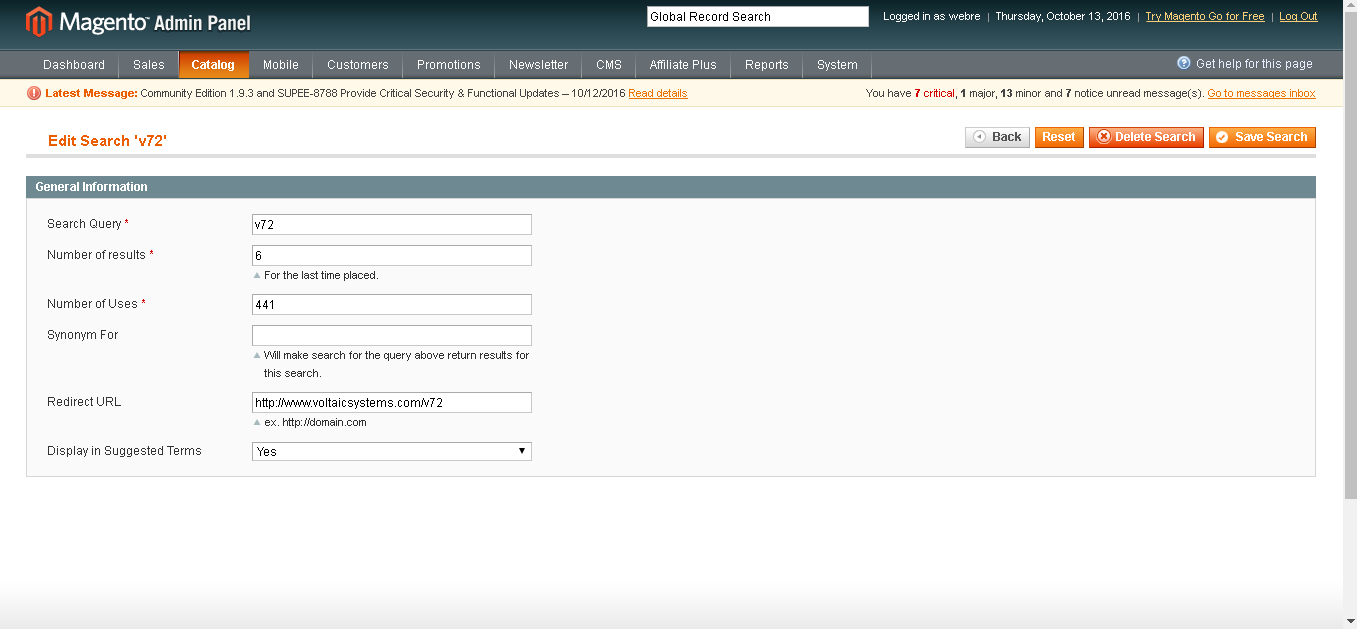 Magento™ Admin Panel
Global Record Search
Logged in as webre | Thursday, October 13, 2016 | Try Magento Go for Free | Log Out
Dashboard Sales Catalog Mobile Customers Promotions Newsletter CMS Affiliate Plus Reports System
Get help for this page
Latest Message: Community Edition 1.9.3 and SUPEE-8788 Provide Critical Security & Functional Updates – 10/12/2016 Read details
You have 7 critical, 1 major, 13 minor and 7 notice unread message(s). Go to messages inbox
Edit Search 'v72'
Back Reset Delete Search Save Search
General Information
Search Query * v72
Number of results * 6
For the last time placed.
Number of Uses * 441
Synonym For
Will make search for the query above return results for
this search.
Redirect URL http://www.voltaicsystems.com/v72
ex. http://domain.com
Display in Suggested Terms Yes